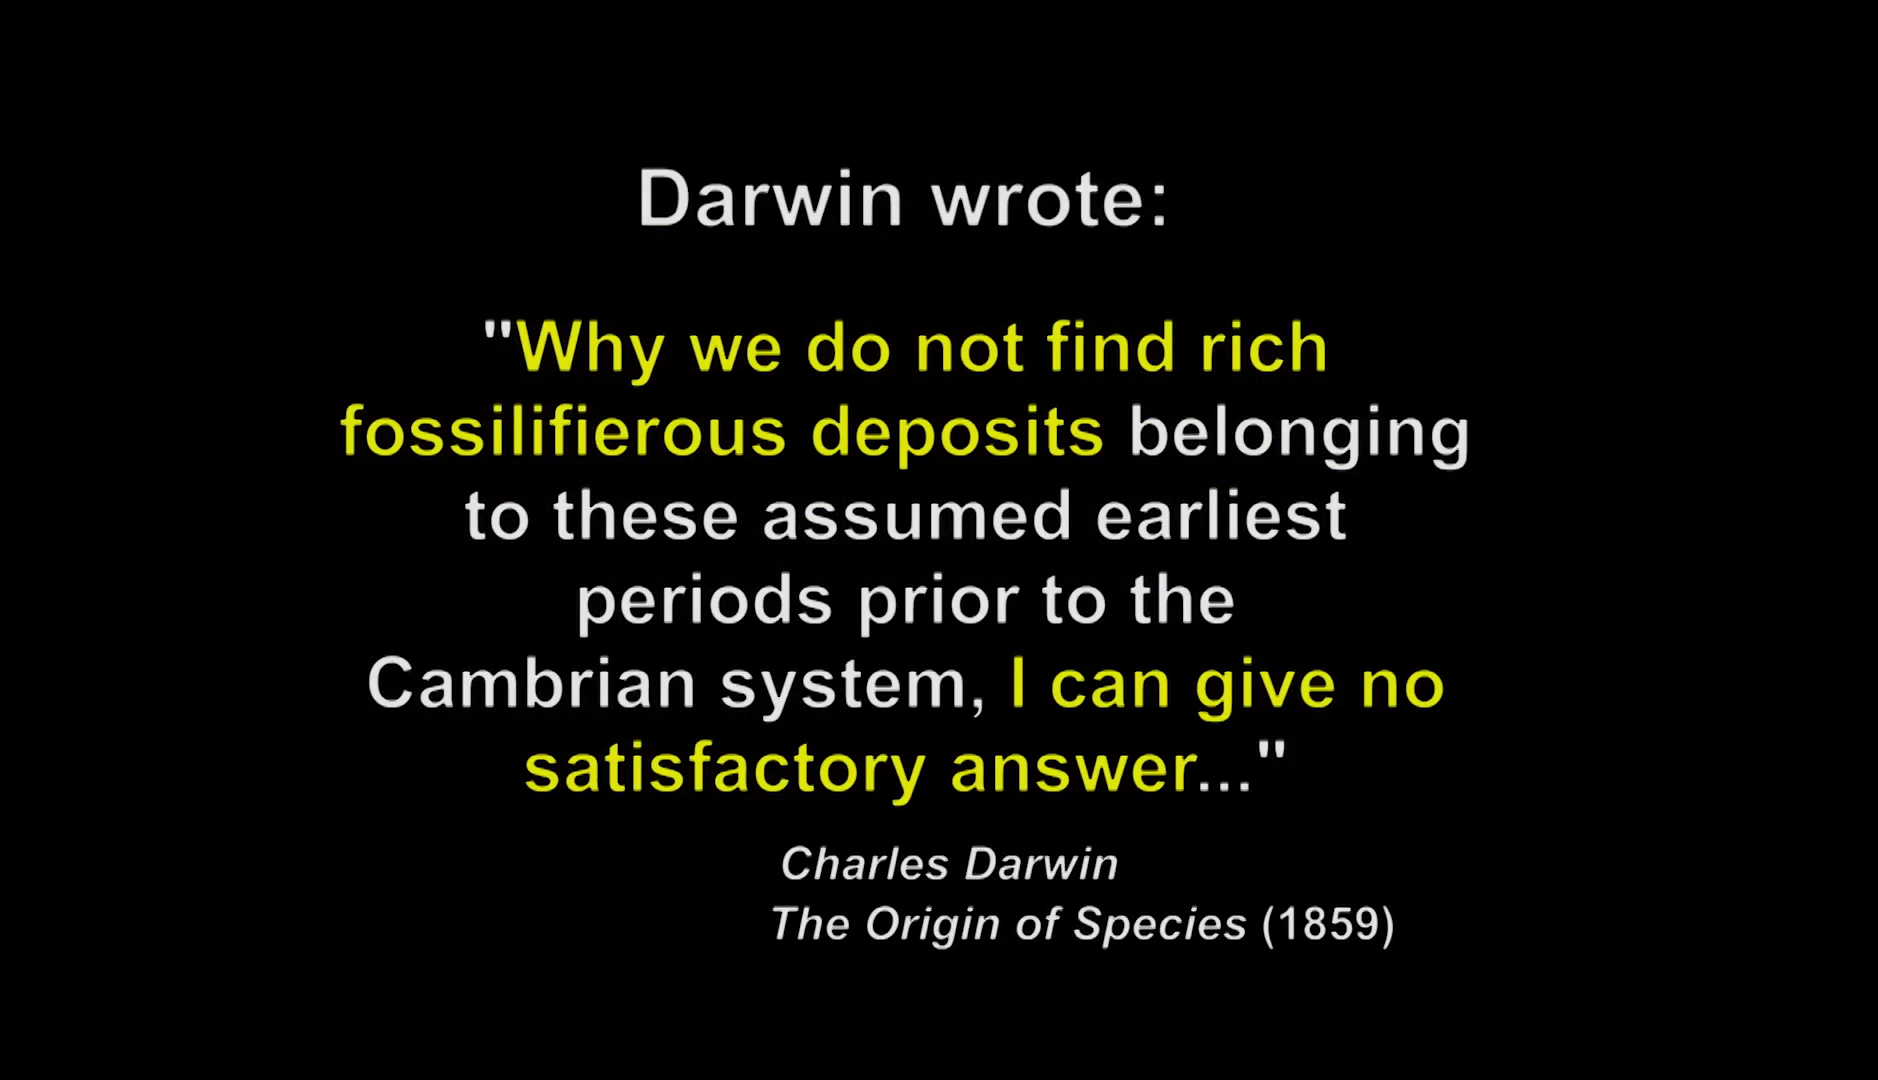 Darwin wrote:
"Why we do not find rich
fossilifierous deposits belonging
to these assumed earliest
periods prior to the
Cambrian system, I can give no
satisfactory answer..."
Charles Darwin
The Origin of Species (1859)